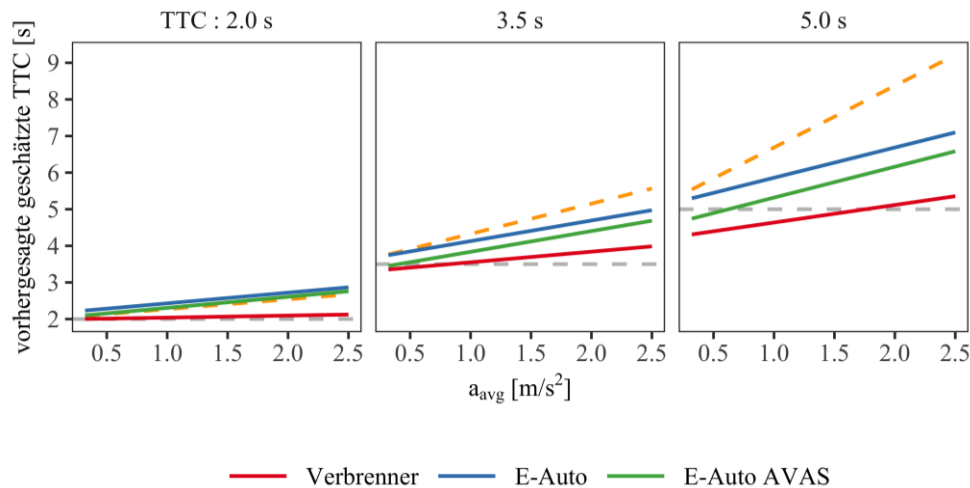 TTC : 2.0 s
3.5 s
5.0 s
vorhergesagte geschätzte TTC [s]
9
8
7
6
5
4
3
2
0.5 1.0 1.5 2.0 2.5
0.5 1.0 1.5 2.0 2.5
0.5 1.0 1.5 2.0 2.5
a_avg [m/s²]
Verbrenner E-Auto E-Auto AVAS